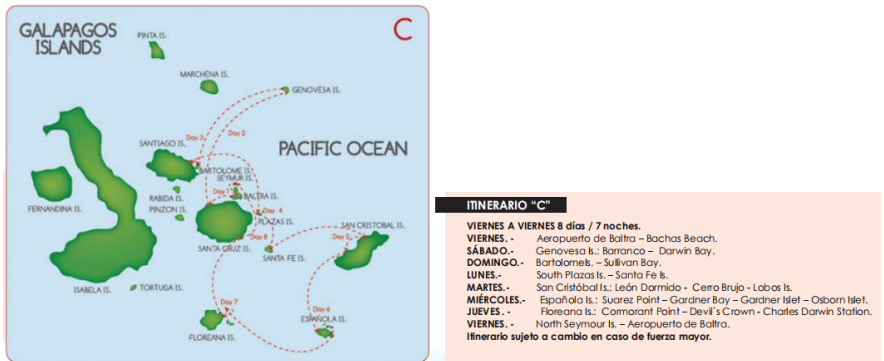 GALAPAGOS
ISLANDS
C
PINTA IS.
MARCHENA IS.
GENOVESA IS.
Day 3
Day 2
SANTIAGO IS.
PACIFIC OCEAN
BARTOLOME IS.
SEYMUR IS.
Day 1
BALTRA IS.
RABIDA IS.
PINZON IS.
FERNANDINA IS.
Day 4
PLAZAS IS.
SAN CRISTOBAL IS.
Day 5
SANTA CRUZ IS.
Day 8
SANTA FE IS.
ISABELA IS.
TORTUGA IS.
Day 7
Day 6
FLOREANA IS.
ESPAÑOLA IS.
ITINERARIO "C"
VIERNES A VIERNES 8 días / 7 noches.
VIERNES. - Aeropuerto de Baltra – Bachas Beach.
SÁBADO.- Genovesa Is.: Barranco – Darwin Bay.
DOMINGO.- BartolomeIs. – Sullivan Bay.
LUNES.- South Plazas Is. – Santa Fe Is.
MARTES.- San Cristóbal Is.: León Dormido - Cerro Brujo - Lobos Is.
MIÉRCOLES.- Española Is.: Suarez Point – Gardner Bay – Gardner Islet – Osborn Islet.
JUEVES. - Floreana Is.: Cormorant Point – Devil´s Crown - Charles Darwin Station.
VIERNES. - North Seymour Is. – Aeropuerto de Baltra.
Itinerario sujeto a cambio en caso de fuerza mayor.